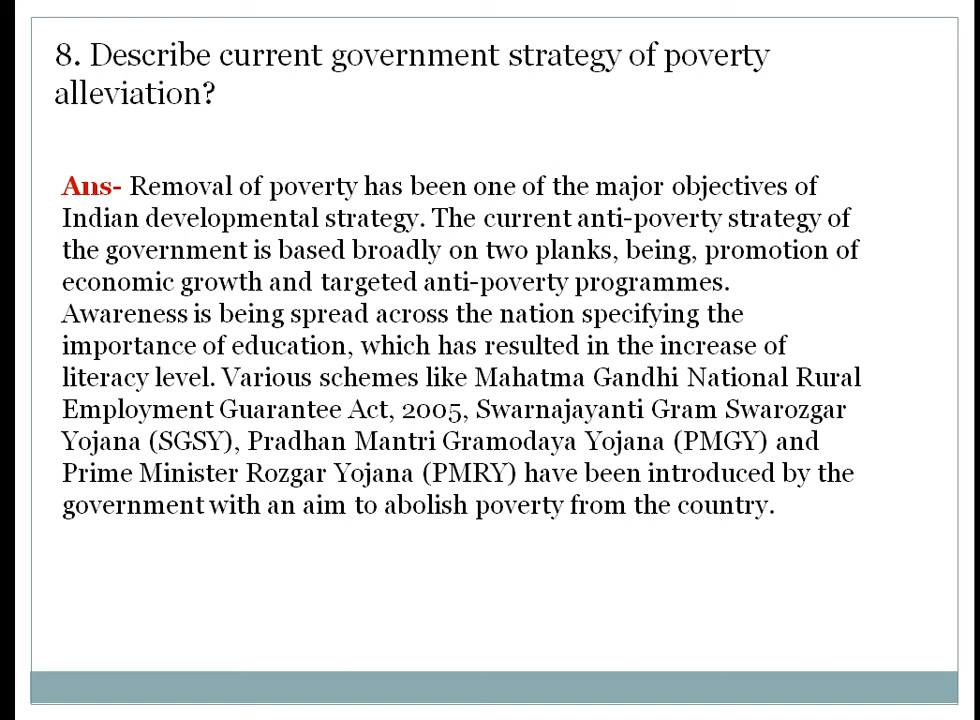 8. Describe current government strategy of poverty
alleviation?
Ans- Removal of poverty has been one of the major objectives of
Indian developmental strategy. The current anti-poverty strategy of
the government is based broadly on two planks, being, promotion of
economic growth and targeted anti-poverty programmes.
Awareness is being spread across the nation specifying the
importance of education, which has resulted in the increase of
literacy level. Various schemes like Mahatma Gandhi National Rural
Employment Guarantee Act, 2005, Swarnajayanti Gram Swarozgar
Yojana (SGSY), Pradhan Mantri Gramodaya Yojana (PMGY) and
Prime Minister Rozgar Yojana (PMRY) have been introduced by the
government with an aim to abolish poverty from the country.